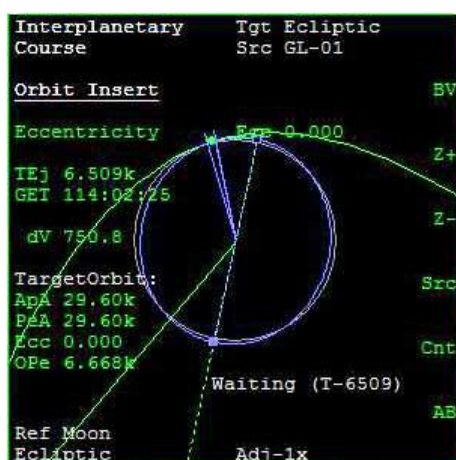 Interplanetary Tgt Ecliptic
Course Src GL-01
Orbit Insert BV
Eccentricity Ecc 0.000
Z+
TEj 6.509k
GET 114:02:25
Z-
dV 750.8
TargetOrbit:
Src
ApA 29.60k
PeA 29.60k
Ecc 0.000
Cnt
OPe 6.668k
Waiting (T-6509)
AB
Ref Moon
Ecliptic Adj-1x